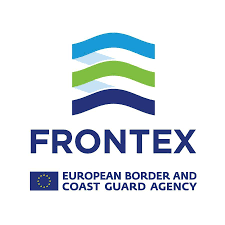 FRONTEX
EUROPEAN BORDER AND
COAST GUARD AGENCY